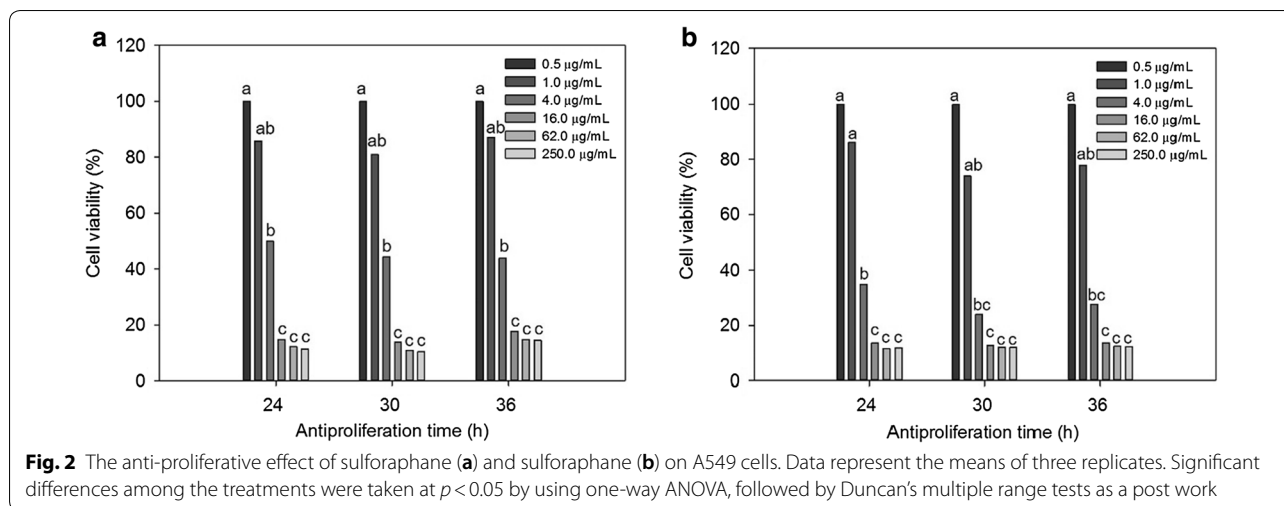 a
120
100
80
60
40
20
0
Cell viability (%)
0.5 µg/mL
1.0 µg/mL
4.0 µg/mL
16.0 µg/mL
62.0 µg/mL
250.0 µg/mL
a ab b c c c
a ab b c c c
a ab b c c c
24 30 36
Antiproliferation time (h)
b
120
100
80
60
40
20
0
Cell viability (%)
0.5 µg/mL
1.0 µg/mL
4.0 µg/mL
16.0 µg/mL
62.0 µg/mL
250.0 µg/mL
a a b c c c
a ab bc c c c
a ab bc c c c
24 30 36
Antiproliferation time (h)
Fig. 2 The anti-proliferative effect of sulforaphane (a) and sulforaphane (b) on A549 cells. Data represent the means of three replicates. Significant
differences among the treatments were taken at p < 0.05 by using one-way ANOVA, followed by Duncan's multiple range tests as a post work